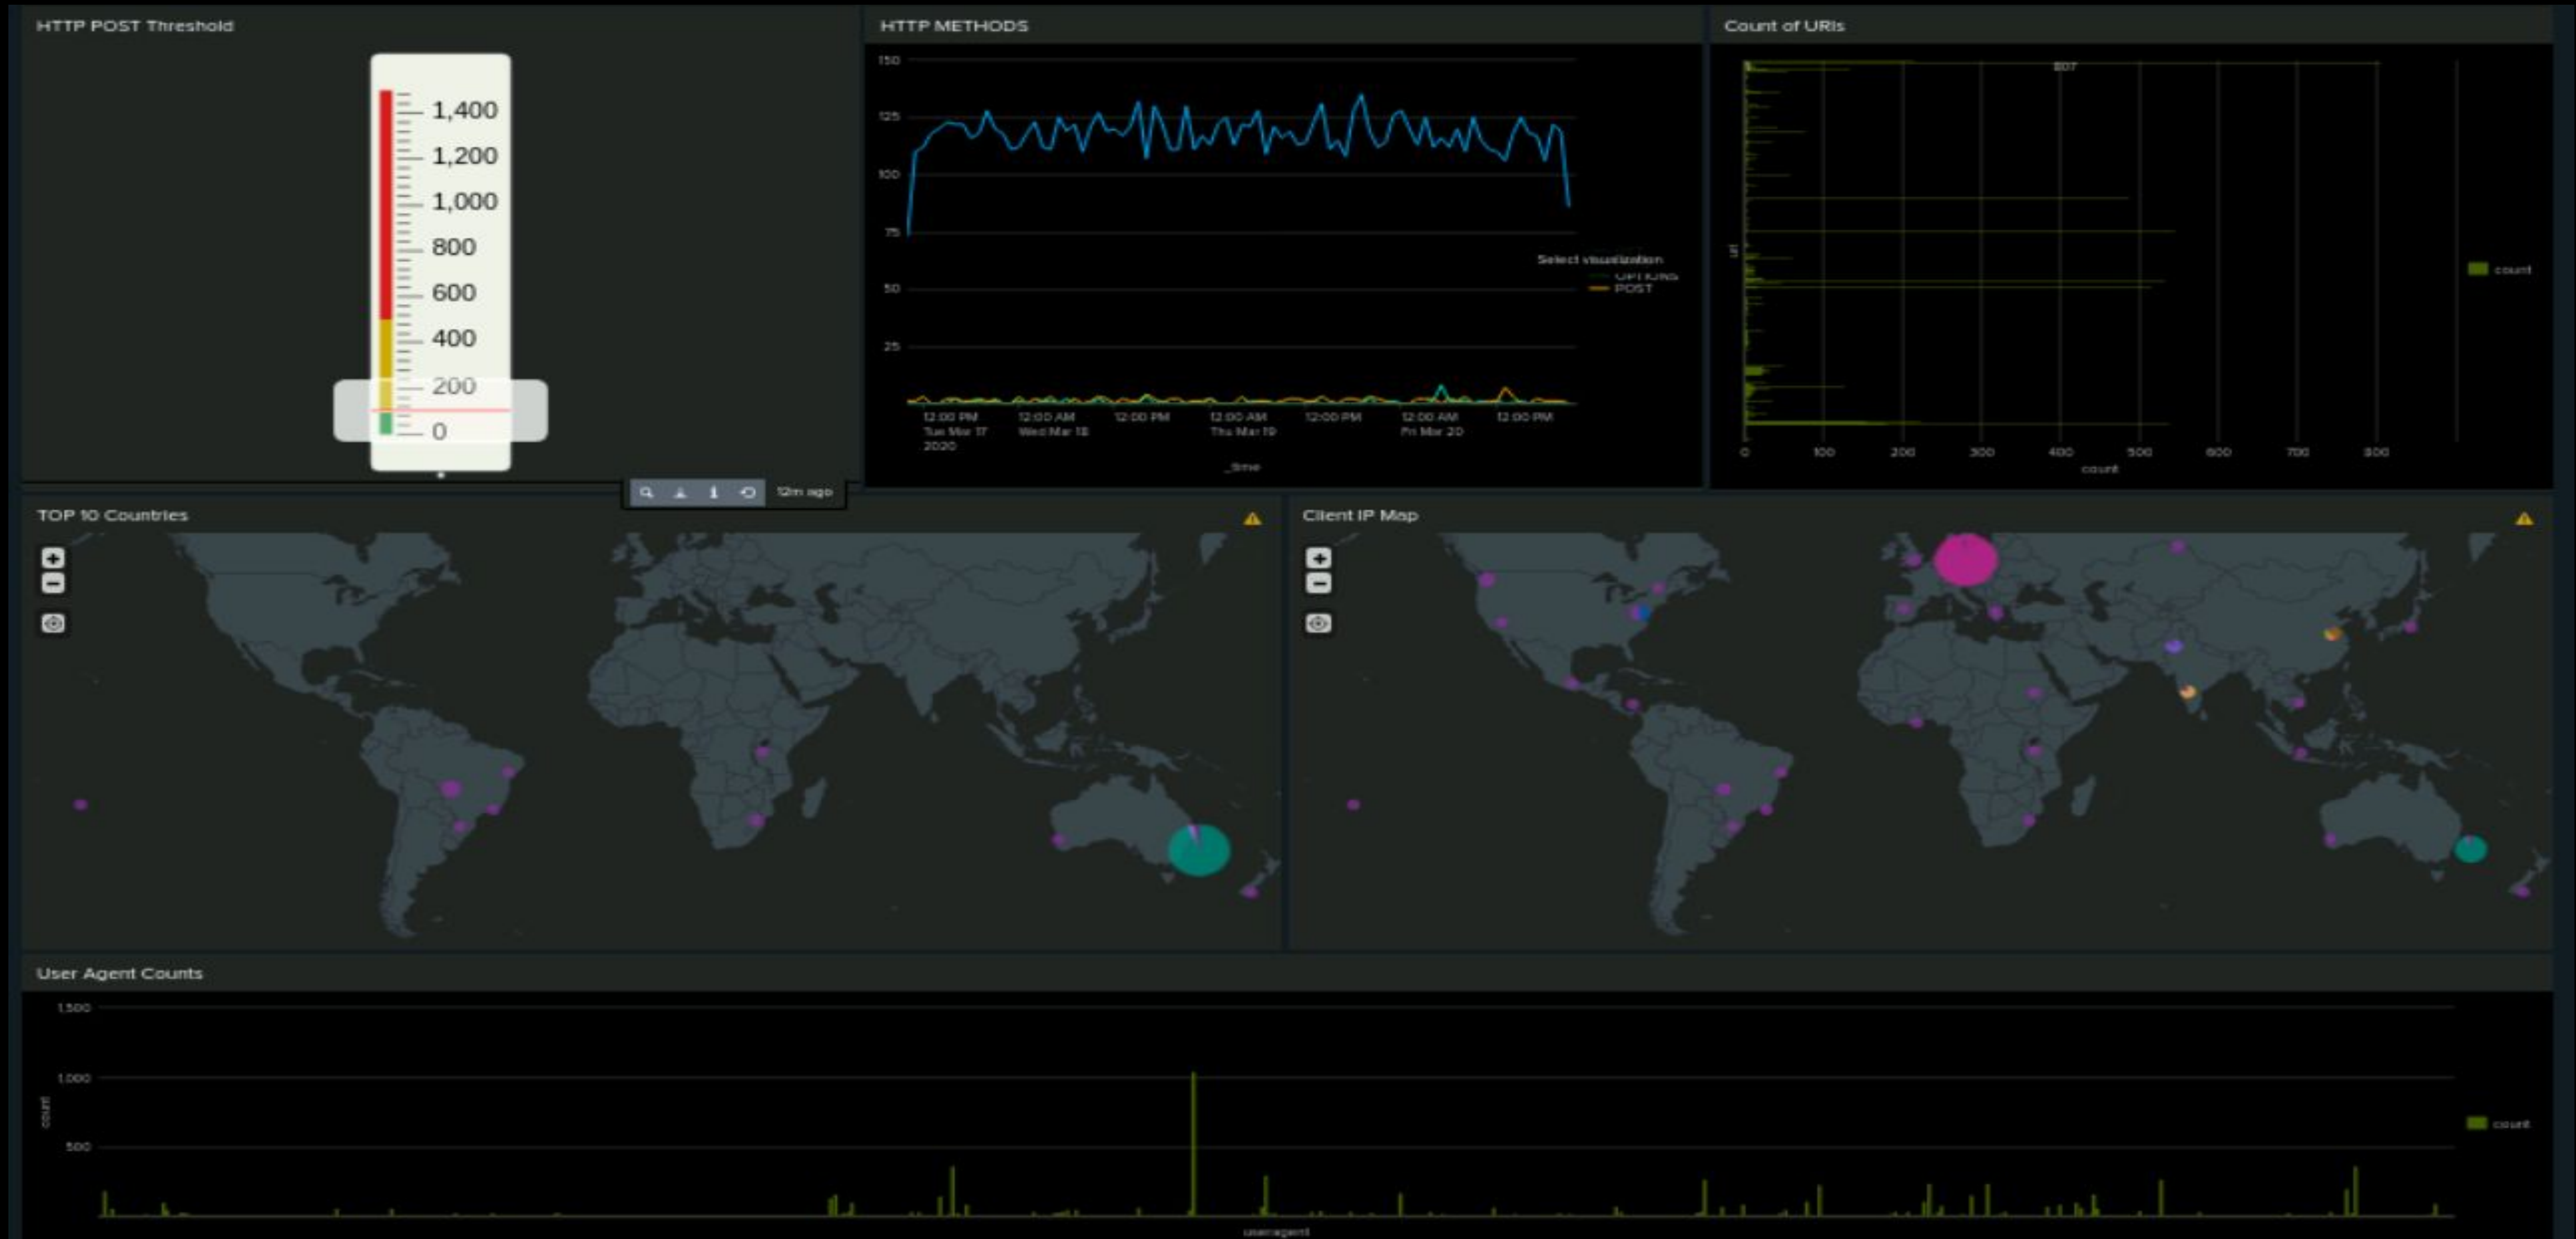 HTTP POST Threshold
1,400
1,200
1,000
800
600
400
200
0
12m ago
HTTP METHODS
150
125
100
75
50
25
Select visualization
OPTIONS
POST
12:00 PM 12:00 AM 12:00 PM 12:00 AM 12:00 PM 12:00 AM 12:00 PM
Tue Mar 17 Wed Mar 18 Thu Mar 19 Fri Mar 20
2020
_time
Count of URIs
807
uri
count
0 100 200 300 400 500 600 700 800
count
TOP 10 Countries
+
−
Client IP Map
+
−
User Agent Counts
1,500
1,000
500
count
count
useragent